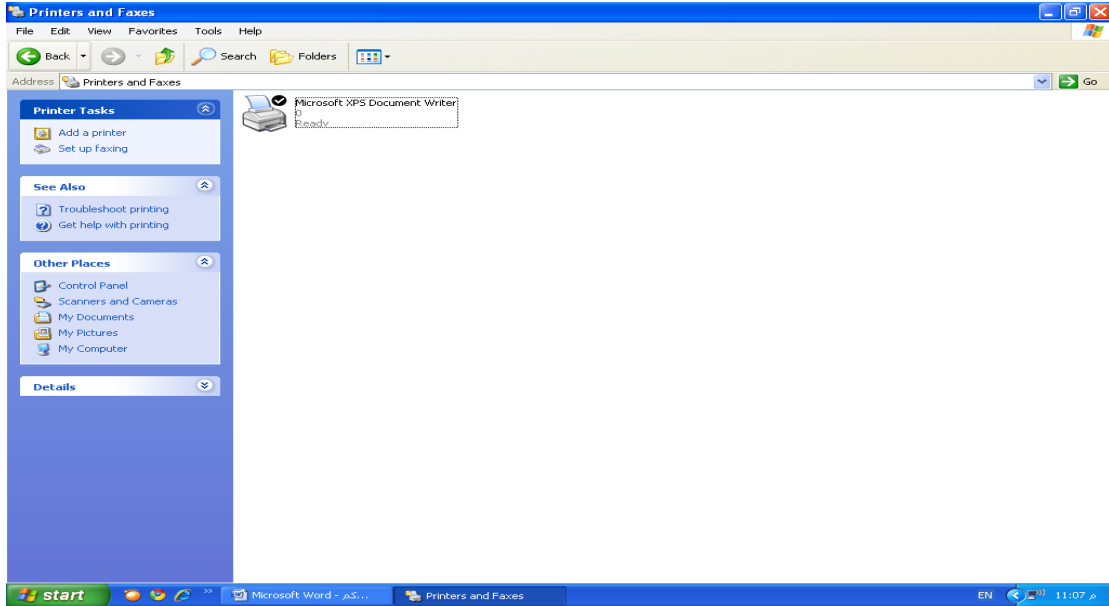 Printers and Faxes
File Edit View Favorites Tools Help
Back Search Folders
Address Printers and Faxes Go
Printer Tasks
Add a printer
Set up faxing
See Also
Troubleshoot printing
Get help with printing
Other Places
Control Panel
Scanners and Cameras
My Documents
My Pictures
My Computer
Details
Microsoft XPS Document Writer
0
Ready
start Microsoft Word - كم... Printers and Faxes EN 11:07 م